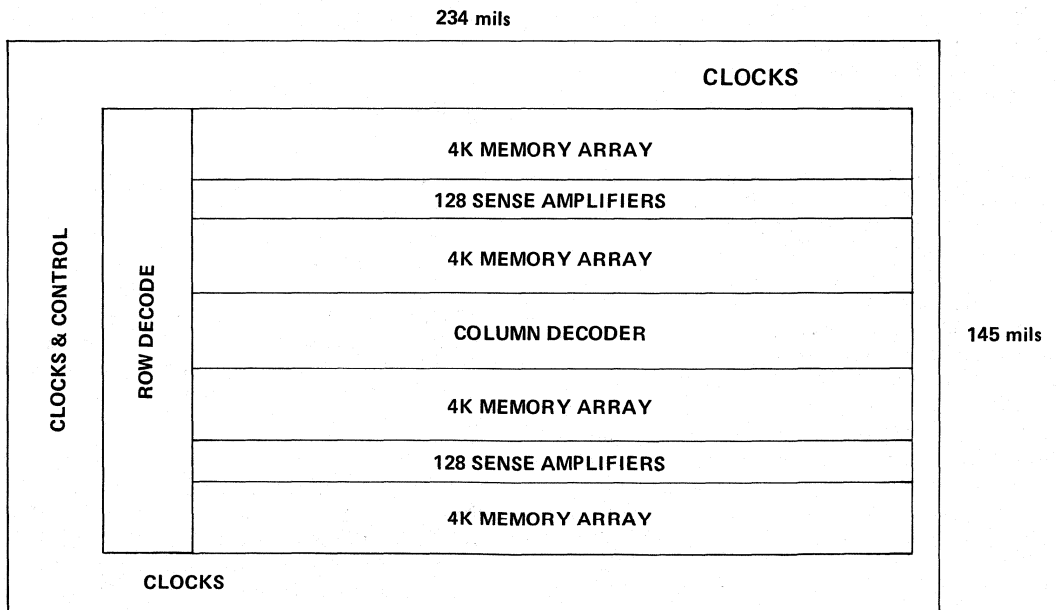 234 mils
CLOCKS
4K MEMORY ARRAY
128 SENSE AMPLIFIERS
4K MEMORY ARRAY
CLOCKS & CONTROL
ROW DECODE
COLUMN DECODER
145 mils
4K MEMORY ARRAY
128 SENSE AMPLIFIERS
4K MEMORY ARRAY
CLOCKS